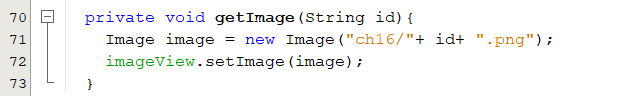 70 private void getImage(String id){
71 Image image = new Image("ch16/"+ id+ ".png");
72 imageView.setImage(image);
73 }